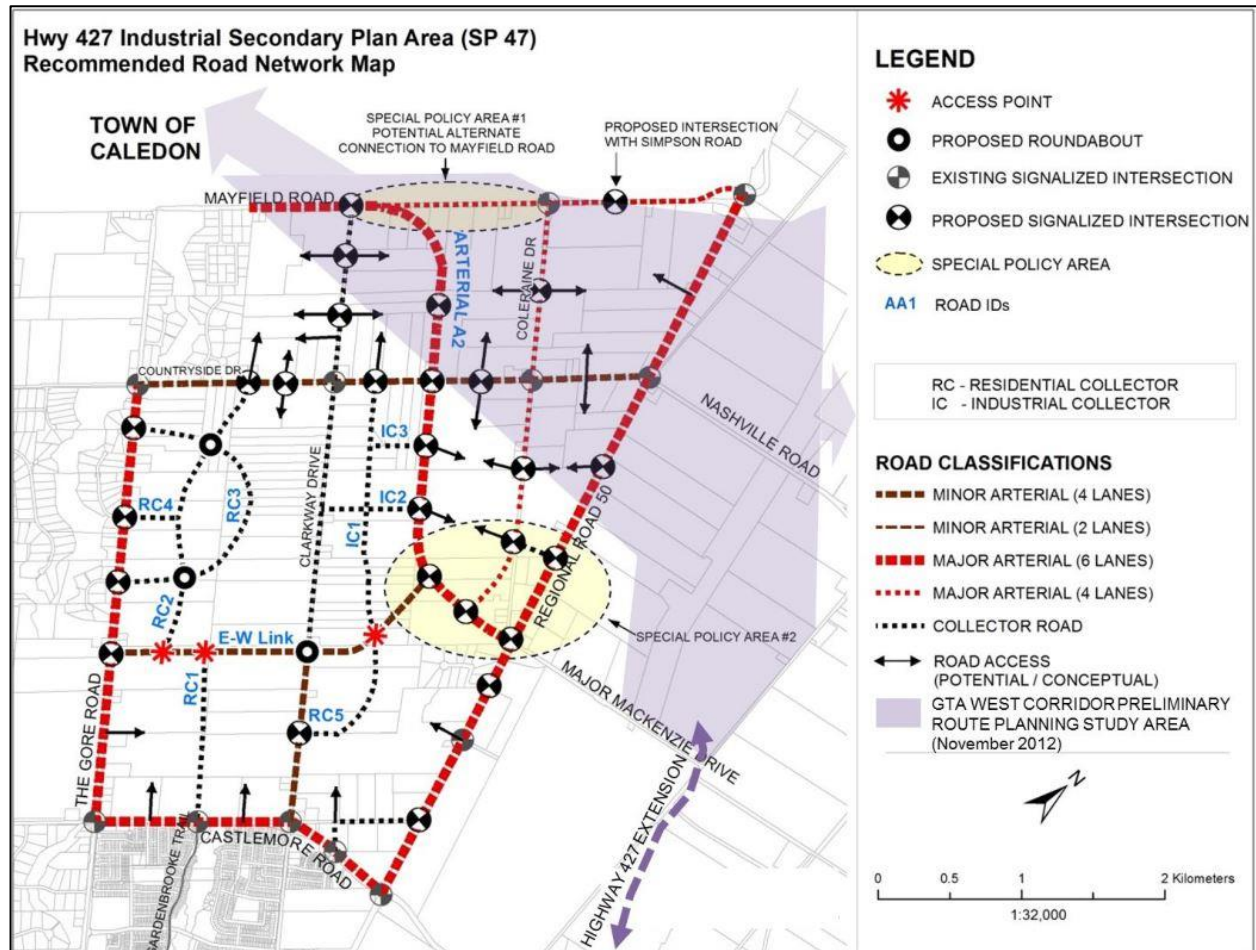 Hwy 427 Industrial Secondary Plan Area (SP 47)
Recommended Road Network Map
TOWN OF
CALEDON
SPECIAL POLICY AREA #1
POTENTIAL ALTERNATE
CONNECTION TO MAYFIELD ROAD
PROPOSED INTERSECTION
WITH SIMPSON ROAD
MAYFIELD ROAD
ARTERIAL A2
COLERAINE DR
COUNTRYSIDE DR
NASHVILLE ROAD
IC3
RC4
RC3
CLARKWAY DRIVE
IC2
IC1
REGIONAL ROAD 50
RC2
E-W Link
SPECIAL POLICY AREA #2
RC1
RC5
MAJOR MACKENZIE DRIVE
THE GORE ROAD
CASTLEMORE ROAD
GARDENBROOKE TRAIL
HIGHWAY 427 EXTENSION
LEGEND
ACCESS POINT
PROPOSED ROUNDABOUT
EXISTING SIGNALIZED INTERSECTION
PROPOSED SIGNALIZED INTERSECTION
SPECIAL POLICY AREA
AA1 ROAD IDs
RC - RESIDENTIAL COLLECTOR
IC - INDUSTRIAL COLLECTOR
ROAD CLASSIFICATIONS
MINOR ARTERIAL (4 LANES)
MINOR ARTERIAL (2 LANES)
MAJOR ARTERIAL (6 LANES)
MAJOR ARTERIAL (4 LANES)
COLLECTOR ROAD
ROAD ACCESS
(POTENTIAL / CONCEPTUAL)
GTA WEST CORRIDOR PRELIMINARY
ROUTE PLANNING STUDY AREA
(November 2012)
N
0 0.5 1 2 Kilometers
1:32,000